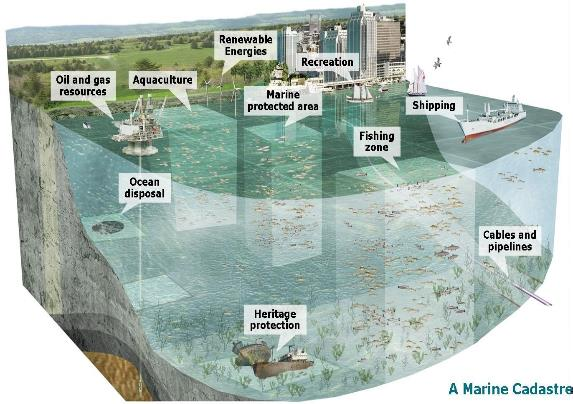 Renewable
Energies
Recreation
Oil and gas
resources
Aquaculture
Marine
protected area
Shipping
Fishing
zone
Ocean
disposal
Cables and
pipelines
Heritage
protection
A Marine Cadastre